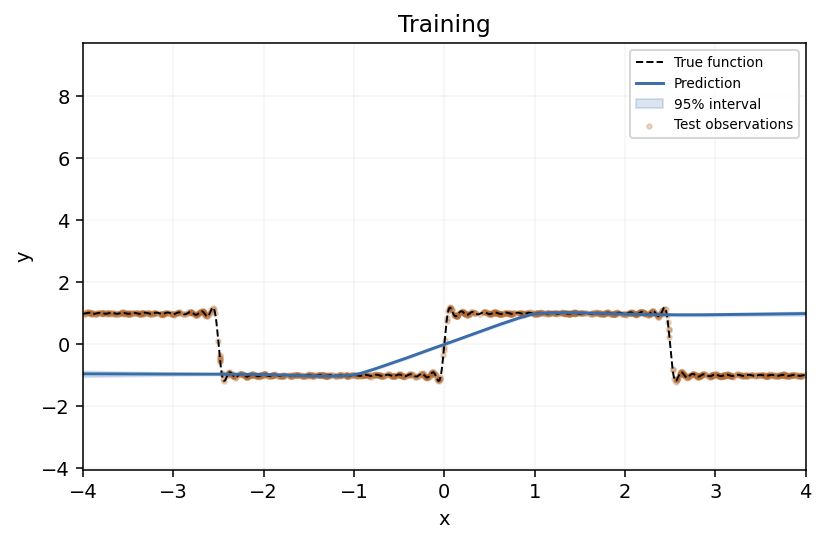 Training
True function
Prediction
95% interval
Test observations
8
6
4
2
0
−2
−4
y
−4 −3 −2 −1 0 1 2 3 4
x